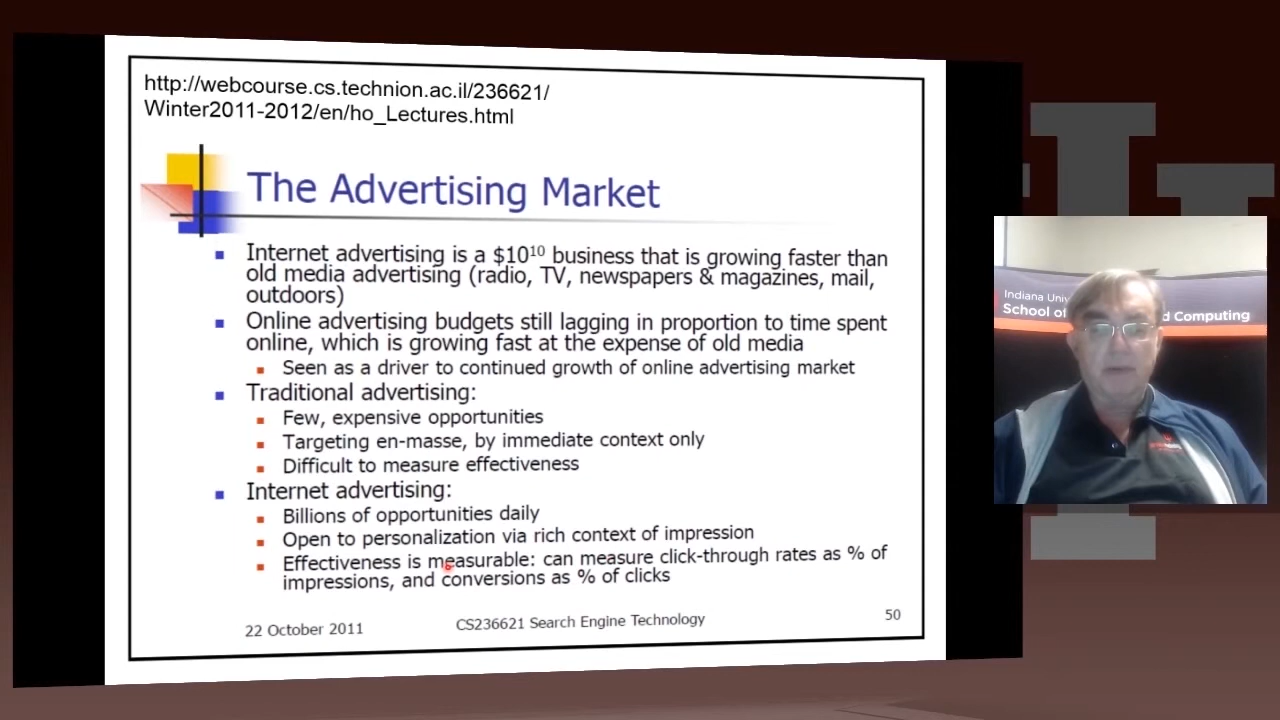 http://webcourse.cs.technion.ac.il/236621/
Winter2011-2012/en/ho_Lectures.html
The Advertising Market
Internet advertising is a $10¹⁰ business that is growing faster than
old media advertising (radio, TV, newspapers & magazines, mail,
outdoors)
Online advertising budgets still lagging in proportion to time spent
online, which is growing fast at the expense of old media
Seen as a driver to continued growth of online advertising market
Traditional advertising:
Few, expensive opportunities
Targeting en-masse, by immediate context only
Difficult to measure effectiveness
Internet advertising:
Billions of opportunities daily
Open to personalization via rich context of impression
Effectiveness is measurable: can measure click-through rates as % of
impressions, and conversions as % of clicks
22 October 2011
CS236621 Search Engine Technology
50
Indiana Univ
School of d Computing